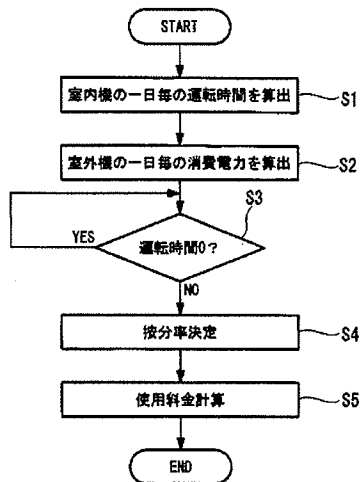 START
室内機の一日毎の運転時間を算出
S1
室外機の一日毎の消費電力を算出
S2
S3
運転時間0?
YES
NO
按分率決定
S4
使用料金計算
S5
END